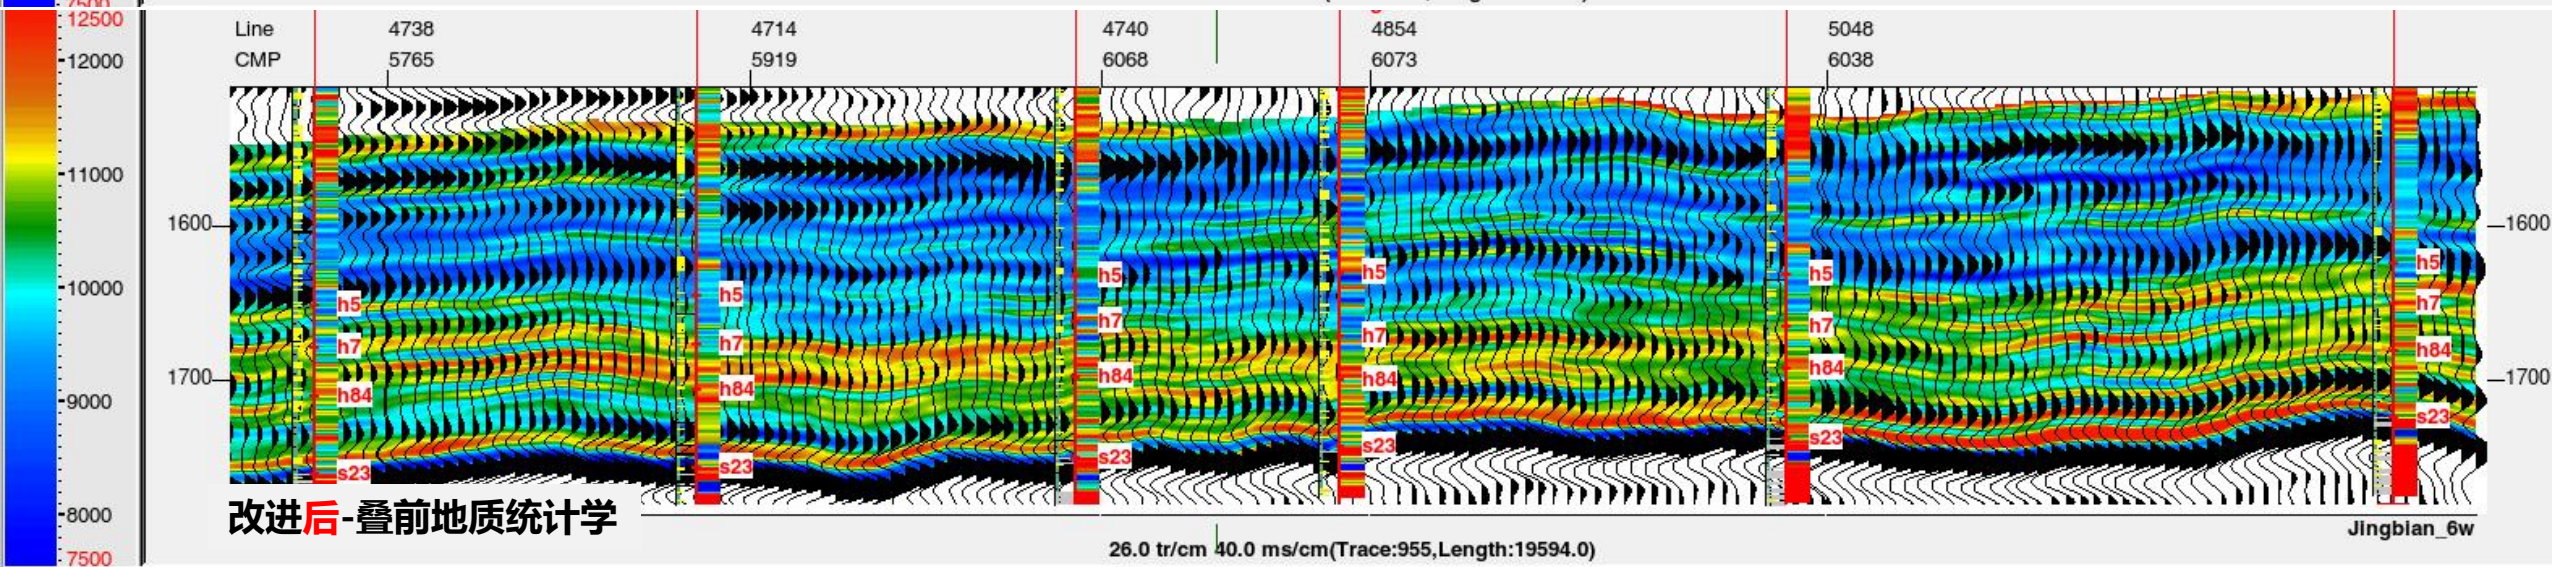 12500
12000
11000
10000
9000
8000
7500
Line 4738 4714 4740 4854 5048
CMP 5765 5919 6068 6073 6038
1600 1600
1700 1700
h5 h5 h5 h5 h5 h5
h7 h7 h7 h7 h7 h7
h84 h84 h84 h84 h84 h84
s23 s23 s23 s23 s23 s23
改进后-叠前地质统计学
Jingbian_6w
26.0 tr/cm 40.0 ms/cm(Trace:955,Length:19594.0)